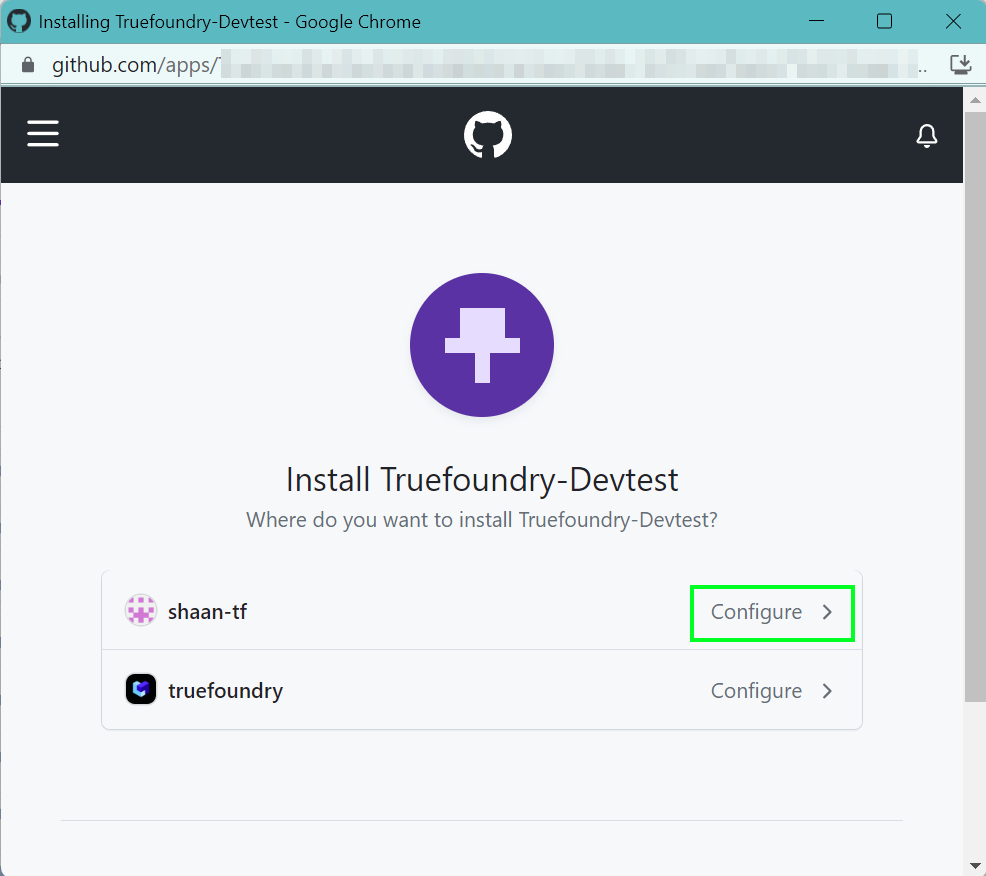 Installing Truefoundry-Devtest - Google Chrome
github.com/apps/
Install Truefoundry-Devtest
Where do you want to install Truefoundry-Devtest?
shaan-tf Configure
truefoundry Configure